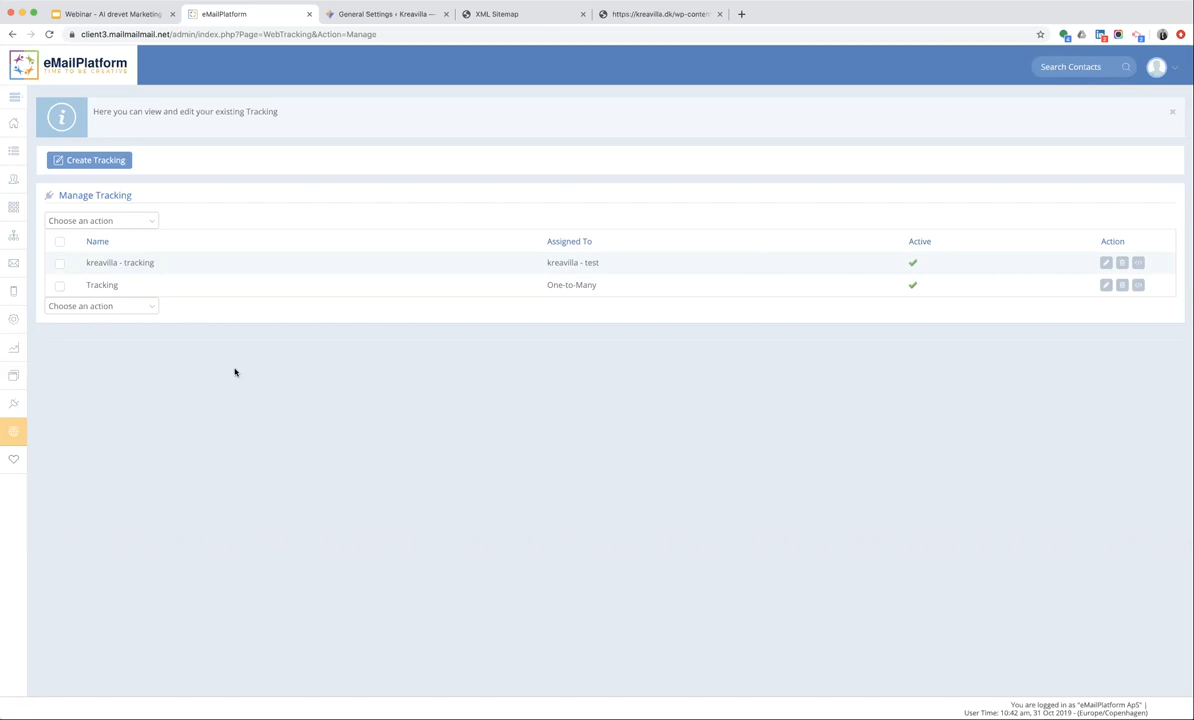 Webinar - AI drevet Marketing
eMailPlatform
General Settings ‹ Kreavilla —
XML Sitemap
https://kreavilla.dk/wp-conten
client3.mailmailmail.net/admin/index.php?Page=WebTracking&Action=Manage
eMailPlatform
TIME TO BE CREATIVE
Search Contacts
Here you can view and edit your existing Tracking
Create Tracking
Manage Tracking
Choose an action
Name Assigned To Active Action
kreavilla - tracking kreavilla - test
Tracking One-to-Many
Choose an action
You are logged in as "eMailPlatform ApS" |
User Time: 10:42 am, 31 Oct 2019 - (Europe/Copenhagen)